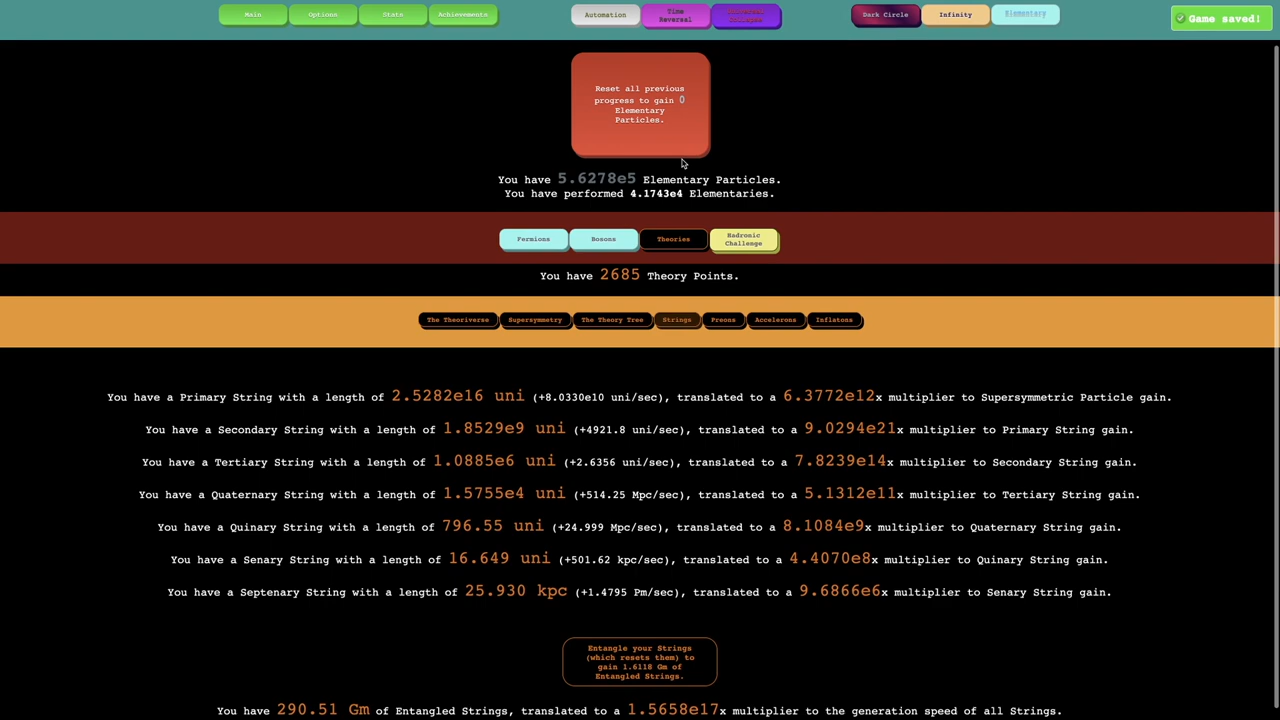 Main
Options
Stats
Achievements
Automation
Time
Reversal
Universal
Collapse
Dark Circle
Infinity
Elementary
Game saved!
Reset all previous
progress to gain 0
Elementary
Particles.
You have 5.6278e5 Elementary Particles.
You have performed 4.1743e4 Elementaries.
Fermions
Bosons
Theories
Hadronic
Challenge
You have 2685 Theory Points.
The Theoriverse
Supersymmetry
The Theory Tree
Strings
Preons
Accelerons
Inflatons
You have a Primary String with a length of 2.5282e16 uni (+8.0330e10 uni/sec), translated to a 6.3772e12x multiplier to Supersymmetric Particle gain.
You have a Secondary String with a length of 1.8529e9 uni (+4921.8 uni/sec), translated to a 9.0294e21x multiplier to Primary String gain.
You have a Tertiary String with a length of 1.0885e6 uni (+2.6356 uni/sec), translated to a 7.8239e14x multiplier to Secondary String gain.
You have a Quaternary String with a length of 1.5755e4 uni (+514.25 Mpc/sec), translated to a 5.1312e11x multiplier to Tertiary String gain.
You have a Quinary String with a length of 796.55 uni (+24.999 Mpc/sec), translated to a 8.1084e9x multiplier to Quaternary String gain.
You have a Senary String with a length of 16.649 uni (+501.62 kpc/sec), translated to a 4.4070e8x multiplier to Quinary String gain.
You have a Septenary String with a length of 25.930 kpc (+1.4795 Pm/sec), translated to a 9.6866e6x multiplier to Senary String gain.
Entangle your Strings
(which resets them) to
gain 1.6118 Gm of
Entangled Strings.
You have 290.51 Gm of Entangled Strings, translated to a 1.5658e17x multiplier to the generation speed of all Strings.